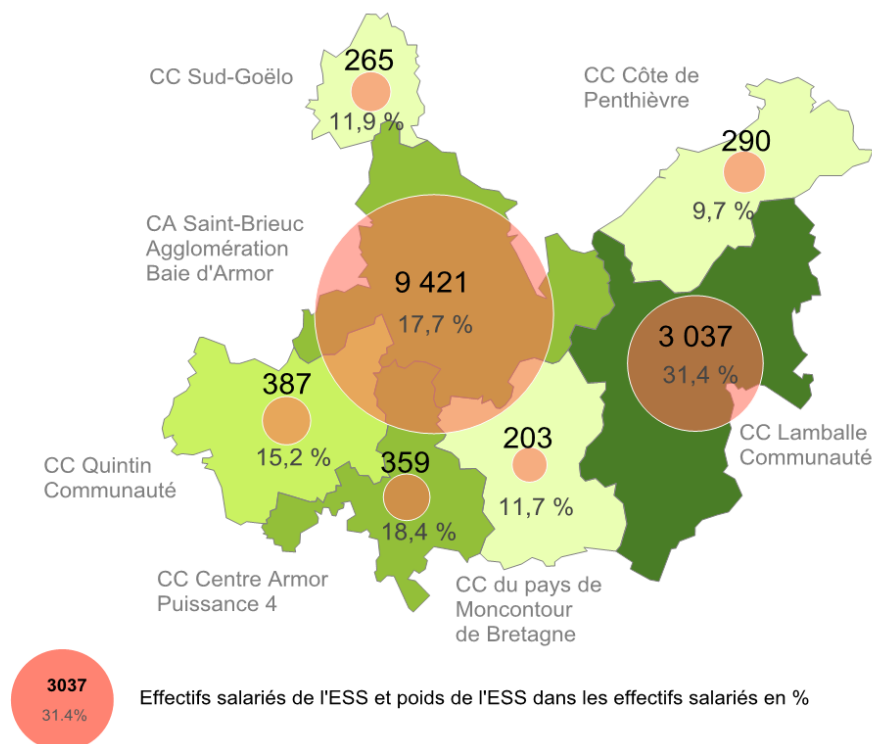 265
CC Sud-Goëlo
11,9 %
CC Côte de
Penthièvre
290
9,7 %
CA Saint-Brieuc
Agglomération
Baie d'Armor
9 421
17,7 %
3 037
31,4 %
CC Lamballe
Communauté
387
15,2 %
CC Quintin
Communauté
359
18,4 %
203
11,7 %
CC Centre Armor
Puissance 4
CC du pays de
Moncontour
de Bretagne
3037
31.4%
Effectifs salariés de l'ESS et poids de l'ESS dans les effectifs salariés en %